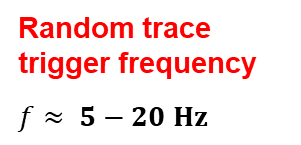 Random trace
trigger frequency
f ≈ 5 – 20 Hz